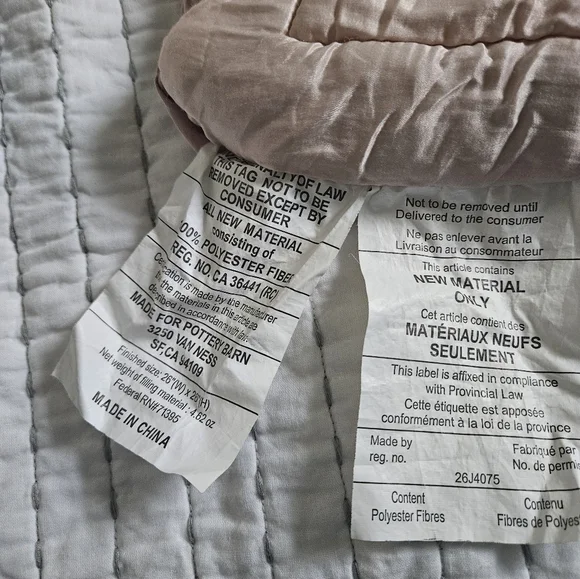 PENALTY OF LAW
THIS TAG NOT TO BE
REMOVED EXCEPT BY
CONSUMER
ALL NEW MATERIAL
consisting of
100% POLYESTER FIBER
REG. NO. CA 36441 (RC)
Certification is made by the manufacturer
the materials in this article are
described in accordance with law.
MADE FOR POTTERY BARN
3250 VAN NESS
SF, CA 94109
Finished size: 26"(W) x 26"(H)
Net weight of filling material - 4.62 oz
Federal RN# 71395
MADE IN CHINA
Not to be removed until
Delivered to the consumer
Ne pas enlever avant la
Livraison au consommateur
This article contains
NEW MATERIAL
ONLY
Cet article contient des
MATÉRIAUX NEUFS
SEULEMENT
This label is affixed in compliance
with Provincial Law
Cette étiquette est apposée
conformément à la loi de la province
Made by Fabriqué par
reg. no. No. de permi
26J4075
Content Contenu
Polyester Fibres Fibres de Polyes